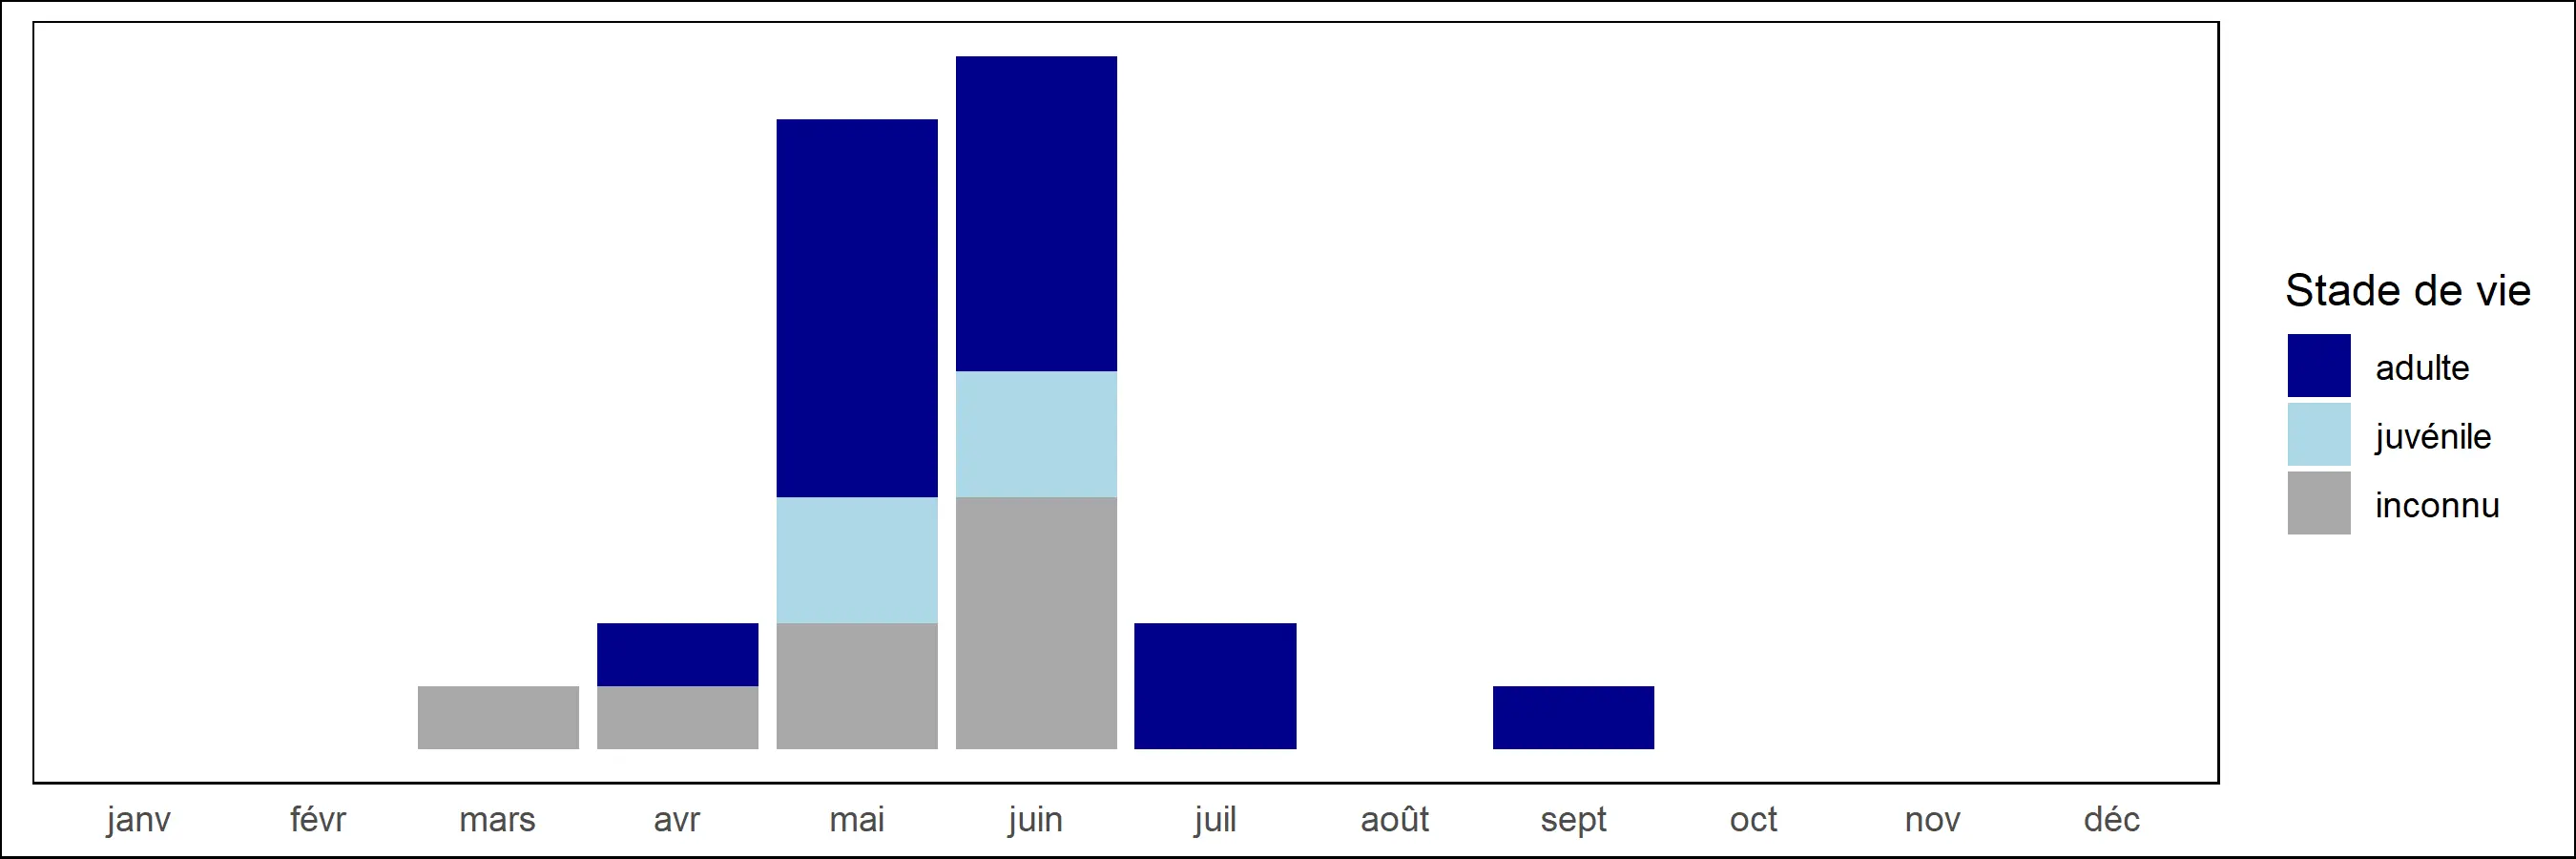 Stade de vie
adulte
juvénile
inconnu
janv févr mars avr mai juin juil août sept oct nov déc